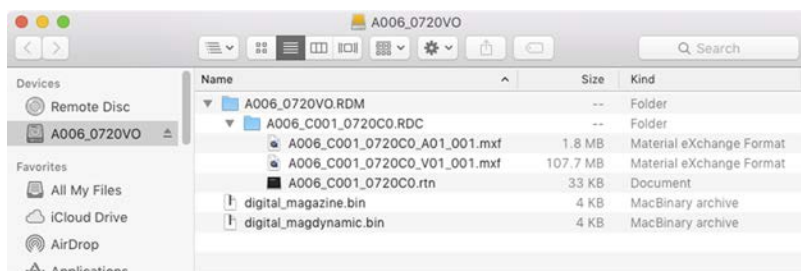 A006_0720VO
Search
Devices
Remote Disc
A006_0720VO
Favorites
All My Files
iCloud Drive
AirDrop
Applications
Name Size Kind
A006_0720VO.RDM -- Folder
A006_C001_0720C0.RDC -- Folder
A006_C001_0720C0_A01_001.mxf 1.8 MB Material eXchange Format
A006_C001_0720C0_V01_001.mxf 107.7 MB Material eXchange Format
A006_C001_0720C0.rtn 33 KB Document
digital_magazine.bin 4 KB MacBinary archive
digital_magdynamic.bin 4 KB MacBinary archive